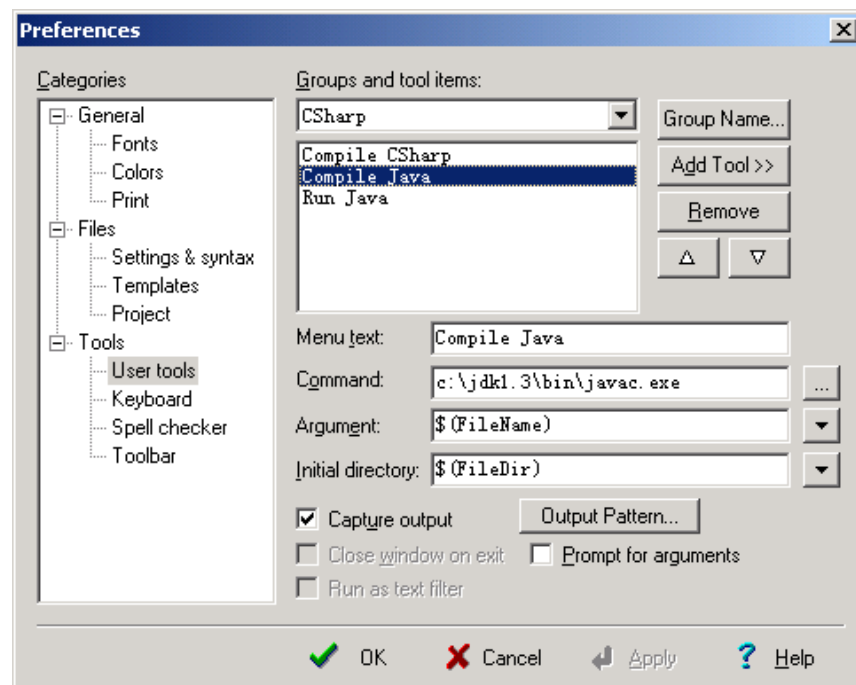 Preferences
Categories
General
Fonts
Colors
Print
Files
Settings & syntax
Templates
Project
Tools
User tools
Keyboard
Spell checker
Toolbar
Groups and tool items:
CSharp
Group Name...
Compile CSharp
Compile Java
Run Java
Add Tool >>
Remove
Menu text:
Compile Java
Command:
c:\jdk1.3\bin\javac.exe
...
Argument:
$(FileName)
Initial directory:
$(FileDir)
Capture output
Output Pattern...
Close window on exit
Prompt for arguments
Run as text filter
OK
Cancel
Apply
Help